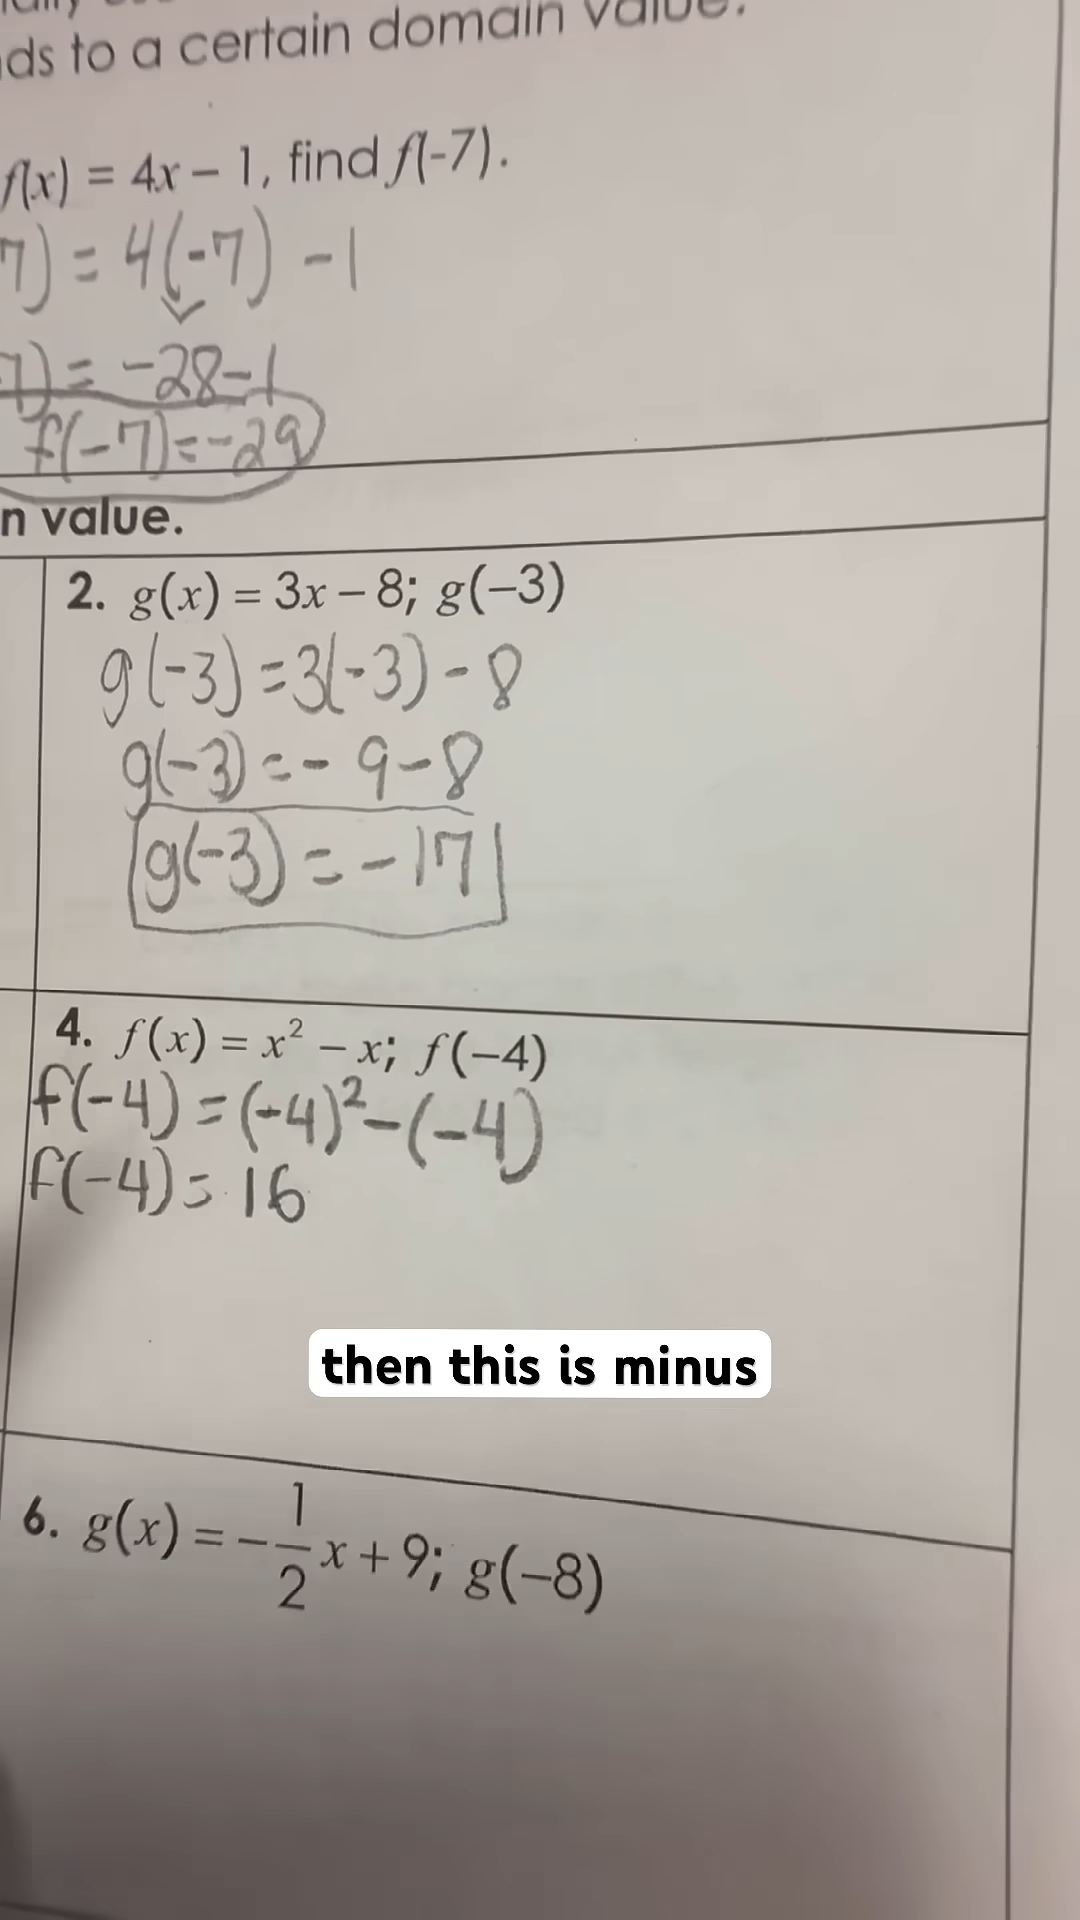 ds to a certain domain value.
f(x) = 4x – 1, find f(-7).
7) = 4(-7) - 1
7) = -28-1
f(-7)=-29
n value.
2. g(x) = 3x – 8; g(–3)
g(-3) =3(-3) - 8
g(-3) = - 9-8
g(-3) = -17
4. f(x) = x² – x; f(–4)
f(-4) = (-4)²-(-4)
f(-4) = 16
then this is minus
6. g(x) = -1/2 x + 9; g(–8)